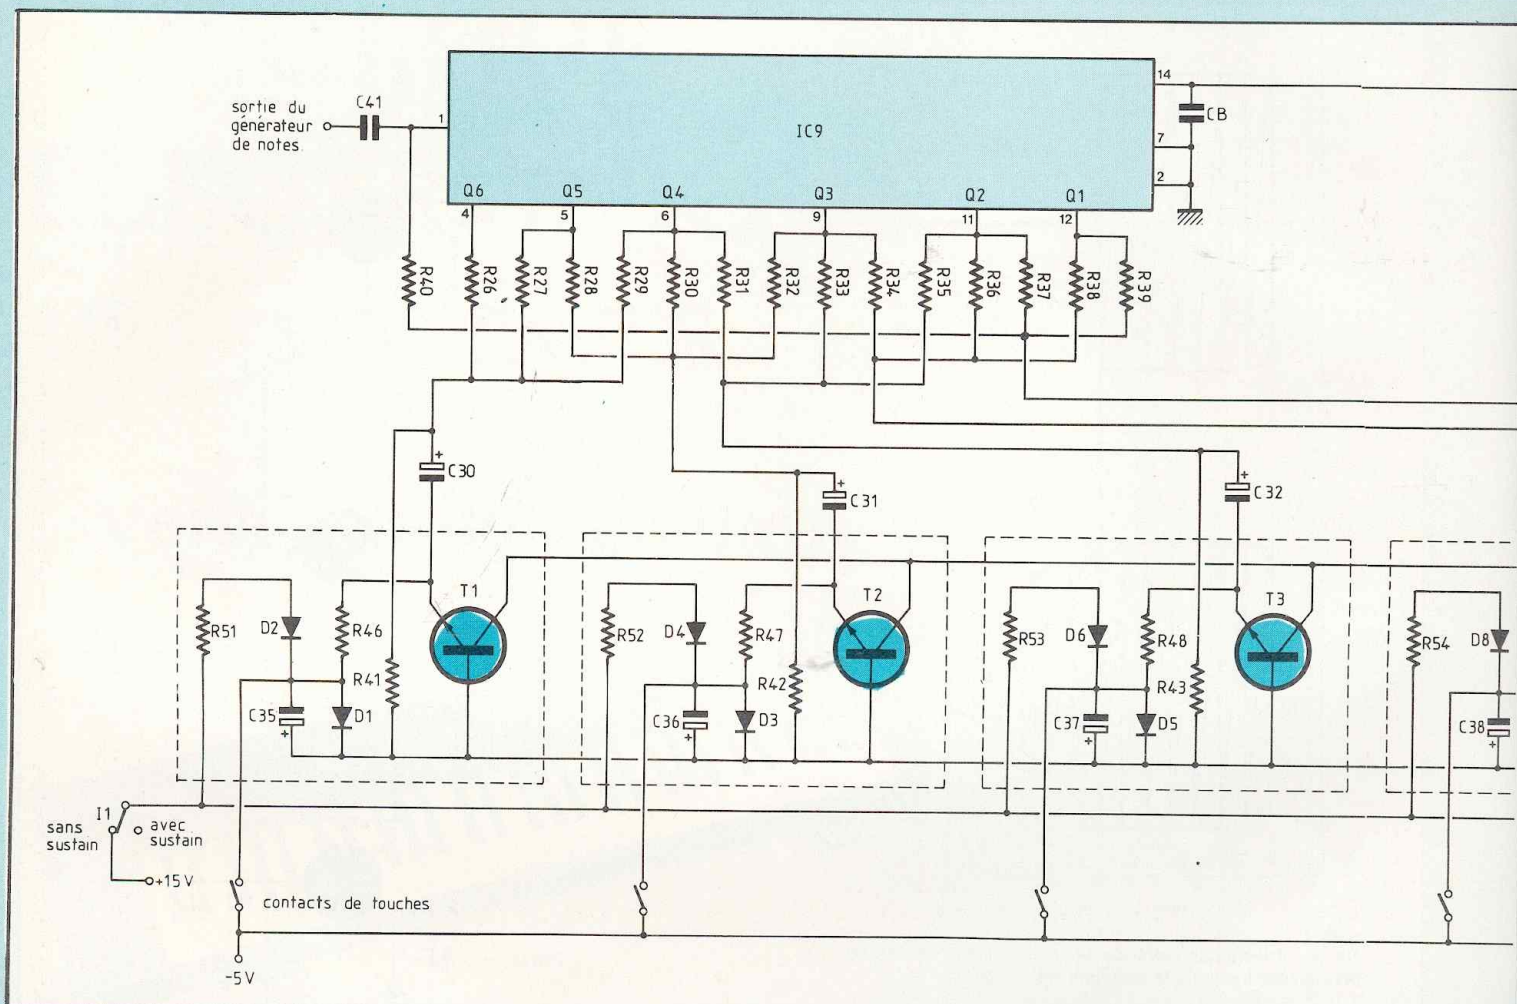 14
C41
sortie du
générateur
de notes
1
IC9
CB
7
2
Q6
Q5
Q4
Q3
Q2
Q1
4
5
6
9
11
12
R40
R26
R27
R28
R29
R30
R31
R32
R33
R34
R35
R36
R37
R38
R39
+
C30
+
C31
+
C32
T1
T2
T3
R51
D2
R46
R52
D4
R47
R53
D6
R48
R54
D8
R41
R42
R43
C35
+
D1
C36
+
D3
C37
+
D5
C38
+
I1
sans
sustain
avec
sustain
+15V
contacts de touches
-5V